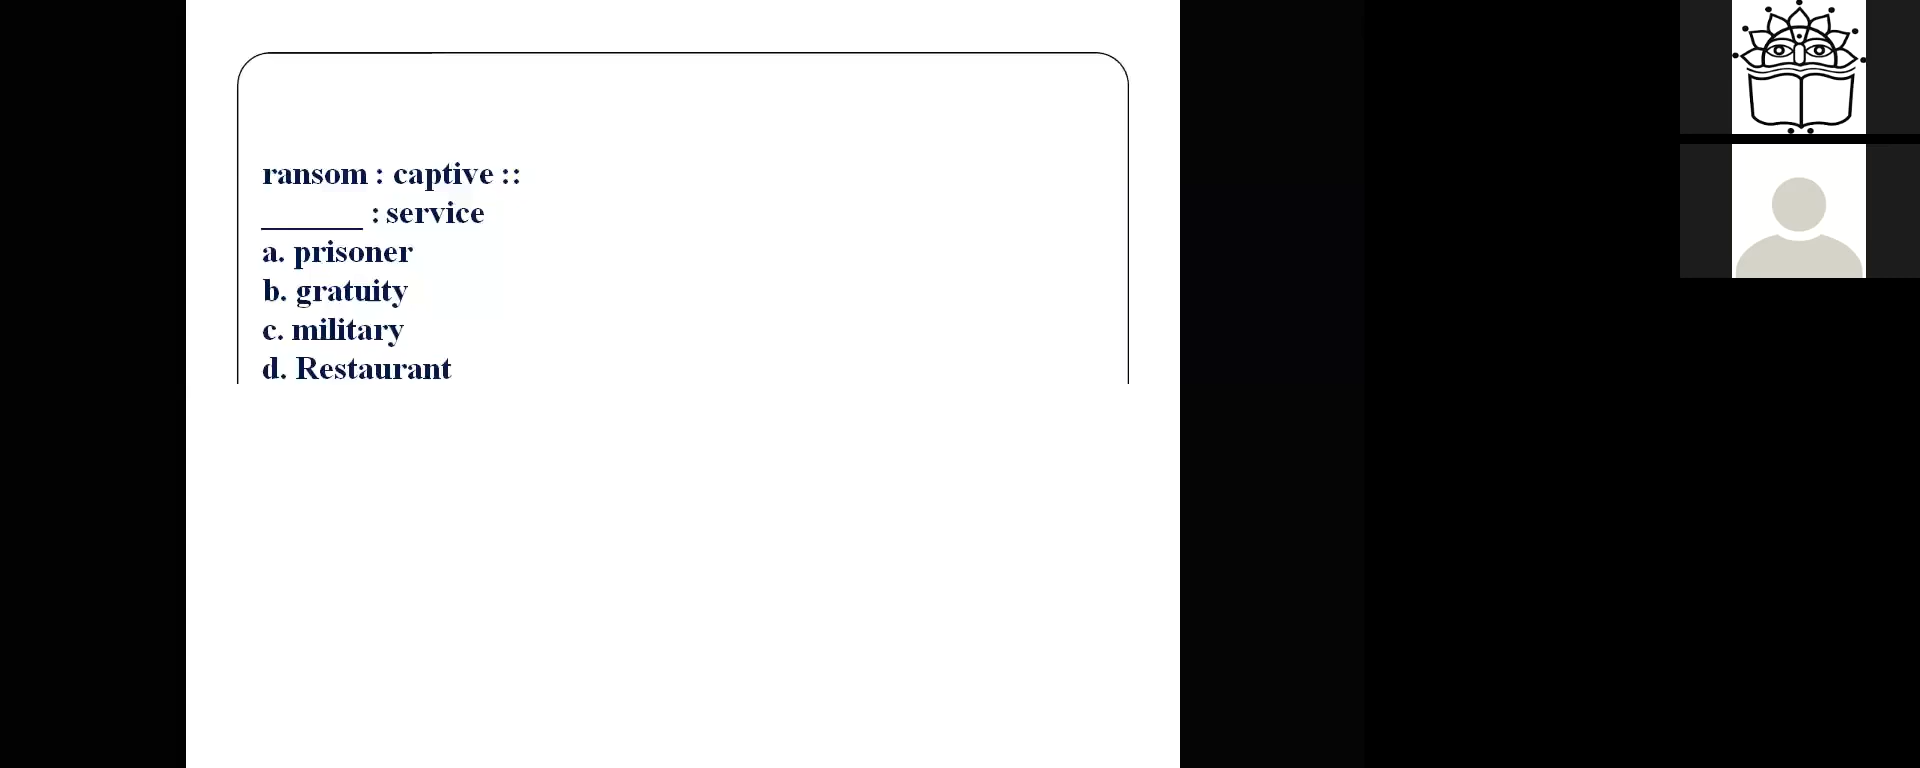 ransom : captive ::
_______ : service
a. prisoner
b. gratuity
c. military
d. Restaurant